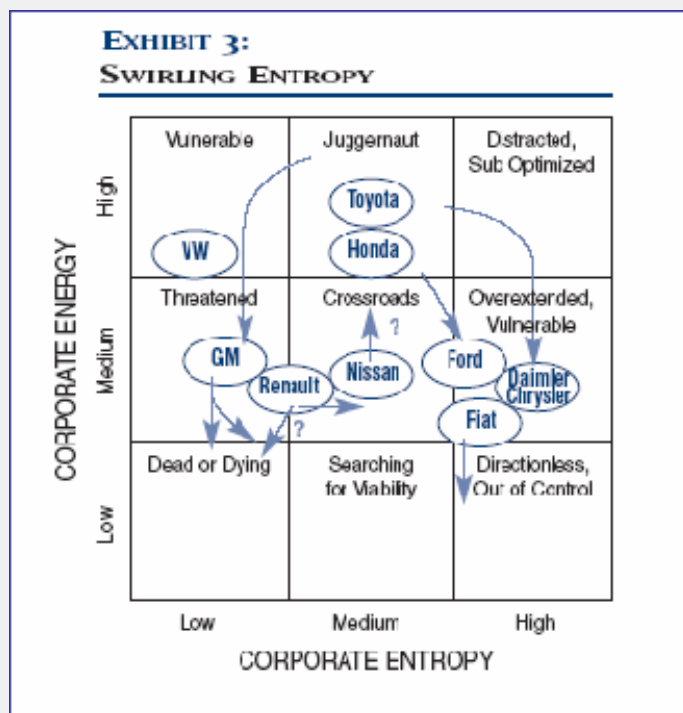 EXHIBIT 3:
SWIRLING ENTROPY
Vulnerable
Juggernaut
Distracted,
Sub Optimized
High
Toyota
VW
Honda
Threatened
Crossroads
Overextended,
Vulnerable
?
CORPORATE ENERGY
Medium
GM
Renault
Nissan
Ford
Daimler
Chrysler
Fiat
?
Dead or Dying
Searching
for Viability
Directionless,
Out of Control
Low
Low
Medium
High
CORPORATE ENTROPY